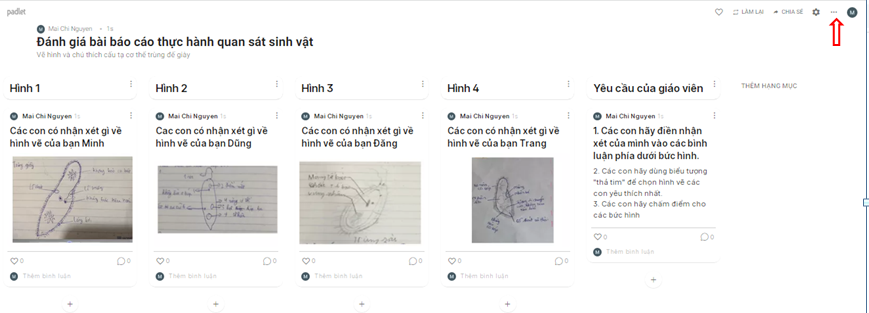 padlet
LÀM LẠI
CHIA SẺ
M
M Mai Chi Nguyen • 1s
Đánh giá bài báo cáo thực hành quan sát sinh vật
Vẽ hình và chú thích cấu tạ cơ thể trùng đế giày
Hình 1
Hình 2
Hình 3
Hình 4
Yêu cầu của giáo viên
THÊM HẠNG MỤC
M Mai Chi Nguyen 1s
Các con có nhận xét gì về
hình vẽ của bạn Minh
0 0
M Thêm bình luận
M Mai Chi Nguyen 1s
Cac con có nhận xét gì về
hình vẽ của bạn Dũng
0 0
M Thêm bình luận
M Mai Chi Nguyen 1s
Các con có nhận xét gì về
hình vẽ của bạn Đăng
0 0
M Thêm bình luận
M Mai Chi Nguyen 1s
Các con có nhận xét gì về
hình vẽ của bạn Trang
0 0
M Thêm bình luận
M Mai Chi Nguyen 1s
1. Các con hãy điền nhận
xét của mình vào các bình
luận phía dưới bức hình.
2. Các con hãy dùng biểu tượng
"thả tim" để chọn hình vẽ các
con yêu thích nhất.
3. Các con hãy chấm điểm cho
các bức hình
0 0
M Thêm bình luận